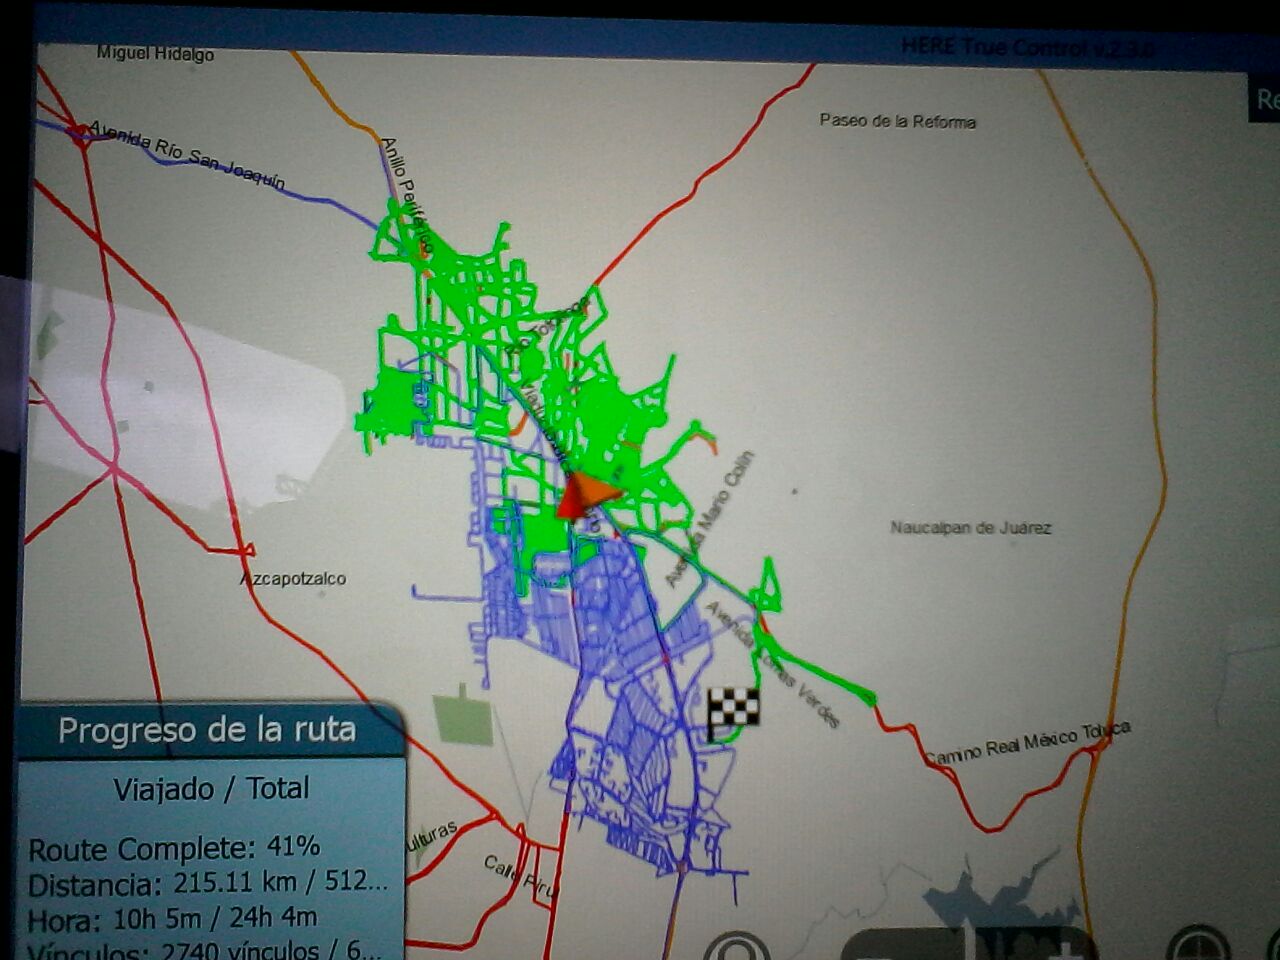 Miguel Hidalgo
HERE True Control v.2.3.0
Re
Paseo de la Reforma
Avenida Río San Joaquín
Anillo Periférico
Avenida Mario Colín
Naucalpan de Juárez
Azcapotzalco
Avenida Lomas Verdes
Camino Real México Toluca
ulturas
Calle Pirul
Progreso de la ruta
Viajado / Total
Route Complete: 41%
Distancia: 215.11 km / 512...
Hora: 10h 5m / 24h 4m
Vínculos: 2740 vínculos / 6...